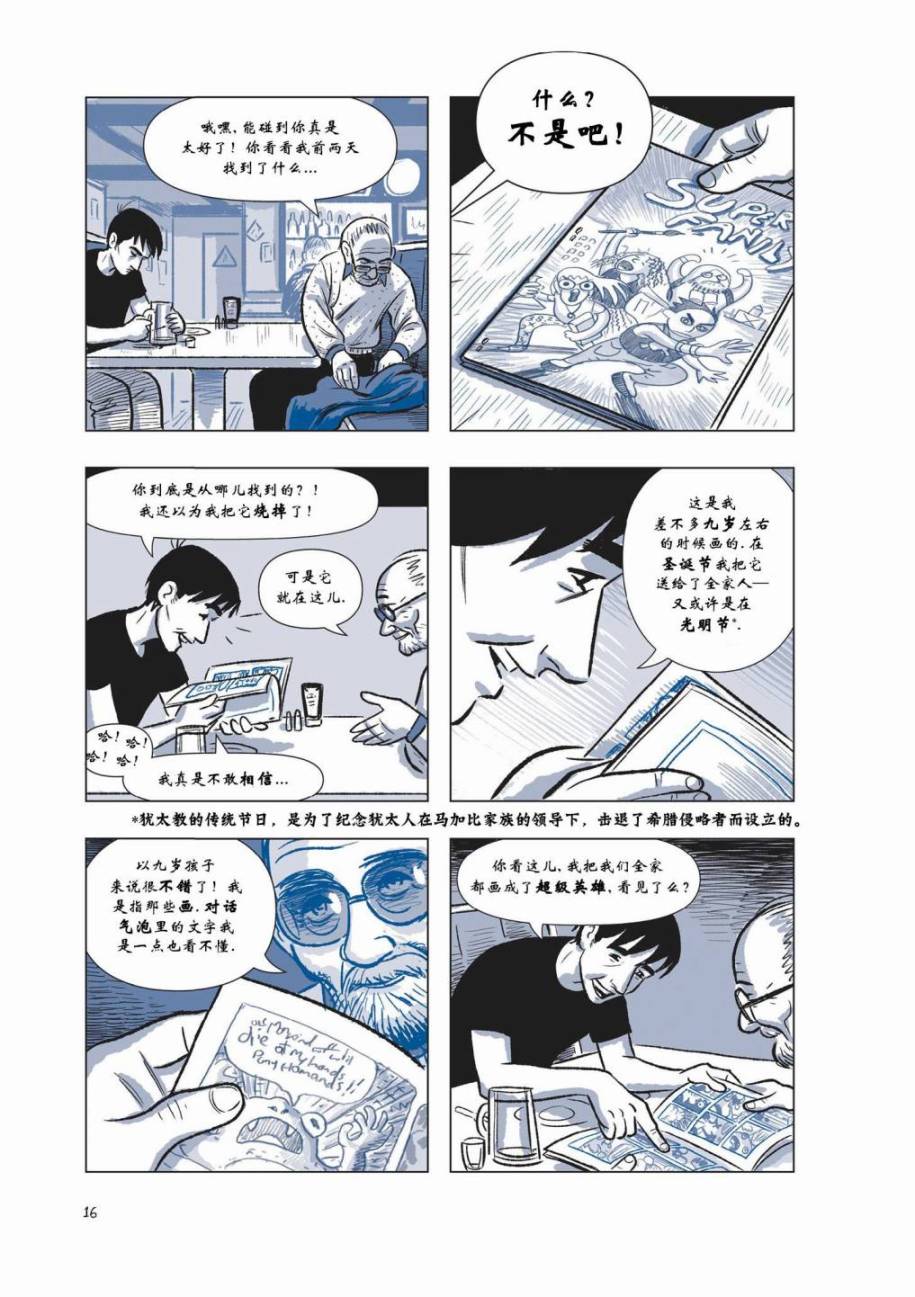 哦嘿,能碰到你真是
太好了!你看看我前两天
找到了什么...
什么?
不是吧!
SUPER
FAMILY
你到底是从哪儿找到的?!
我还以为我把它烧掉了!
可是它
就在这儿.
哈!哈!
哈!哈!
我真是不敢相信...
这是我
差不多九岁左右
的时候画的.在
圣诞节我把它
送给了全家人—
又或许是在
光明节*.
*犹太教的传统节日,是为了纪念犹太人在马加比家族的领导下,击退了希腊侵略者而设立的。
以九岁孩子
来说很不错了!我
是指那些画.对话
气泡里的文字我
是一点也看不懂.
die at my hands
你看这儿,我把我们全家
都画成了超级英雄,看见了么?
16